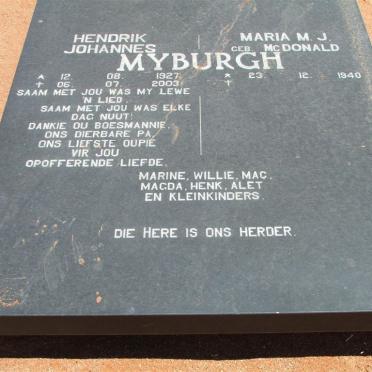 HENDRIK JOHANNES
MARIA M. J.
GEB McDONALD
MYBURGH
★ 12. 08. 1927.
† 06. 07. 2003.
★ 23. 12. 1940
†
SAAM MET JOU WAS MY LEWE
'N LIED.
SAAM MET JOU WAS ELKE
DAG NUUT!
DANKIE OU BOESMANNIE.
ONS DIERBARE PA,
ONS LIEFSTE OUPIE
VIR JOU
OPOFFERENDE LIEFDE.
MARINE, WILLIE, MAC,
MAGDA, HENK, ALET
EN KLEINKINDERS.
DIE HERE IS ONS HERDER.